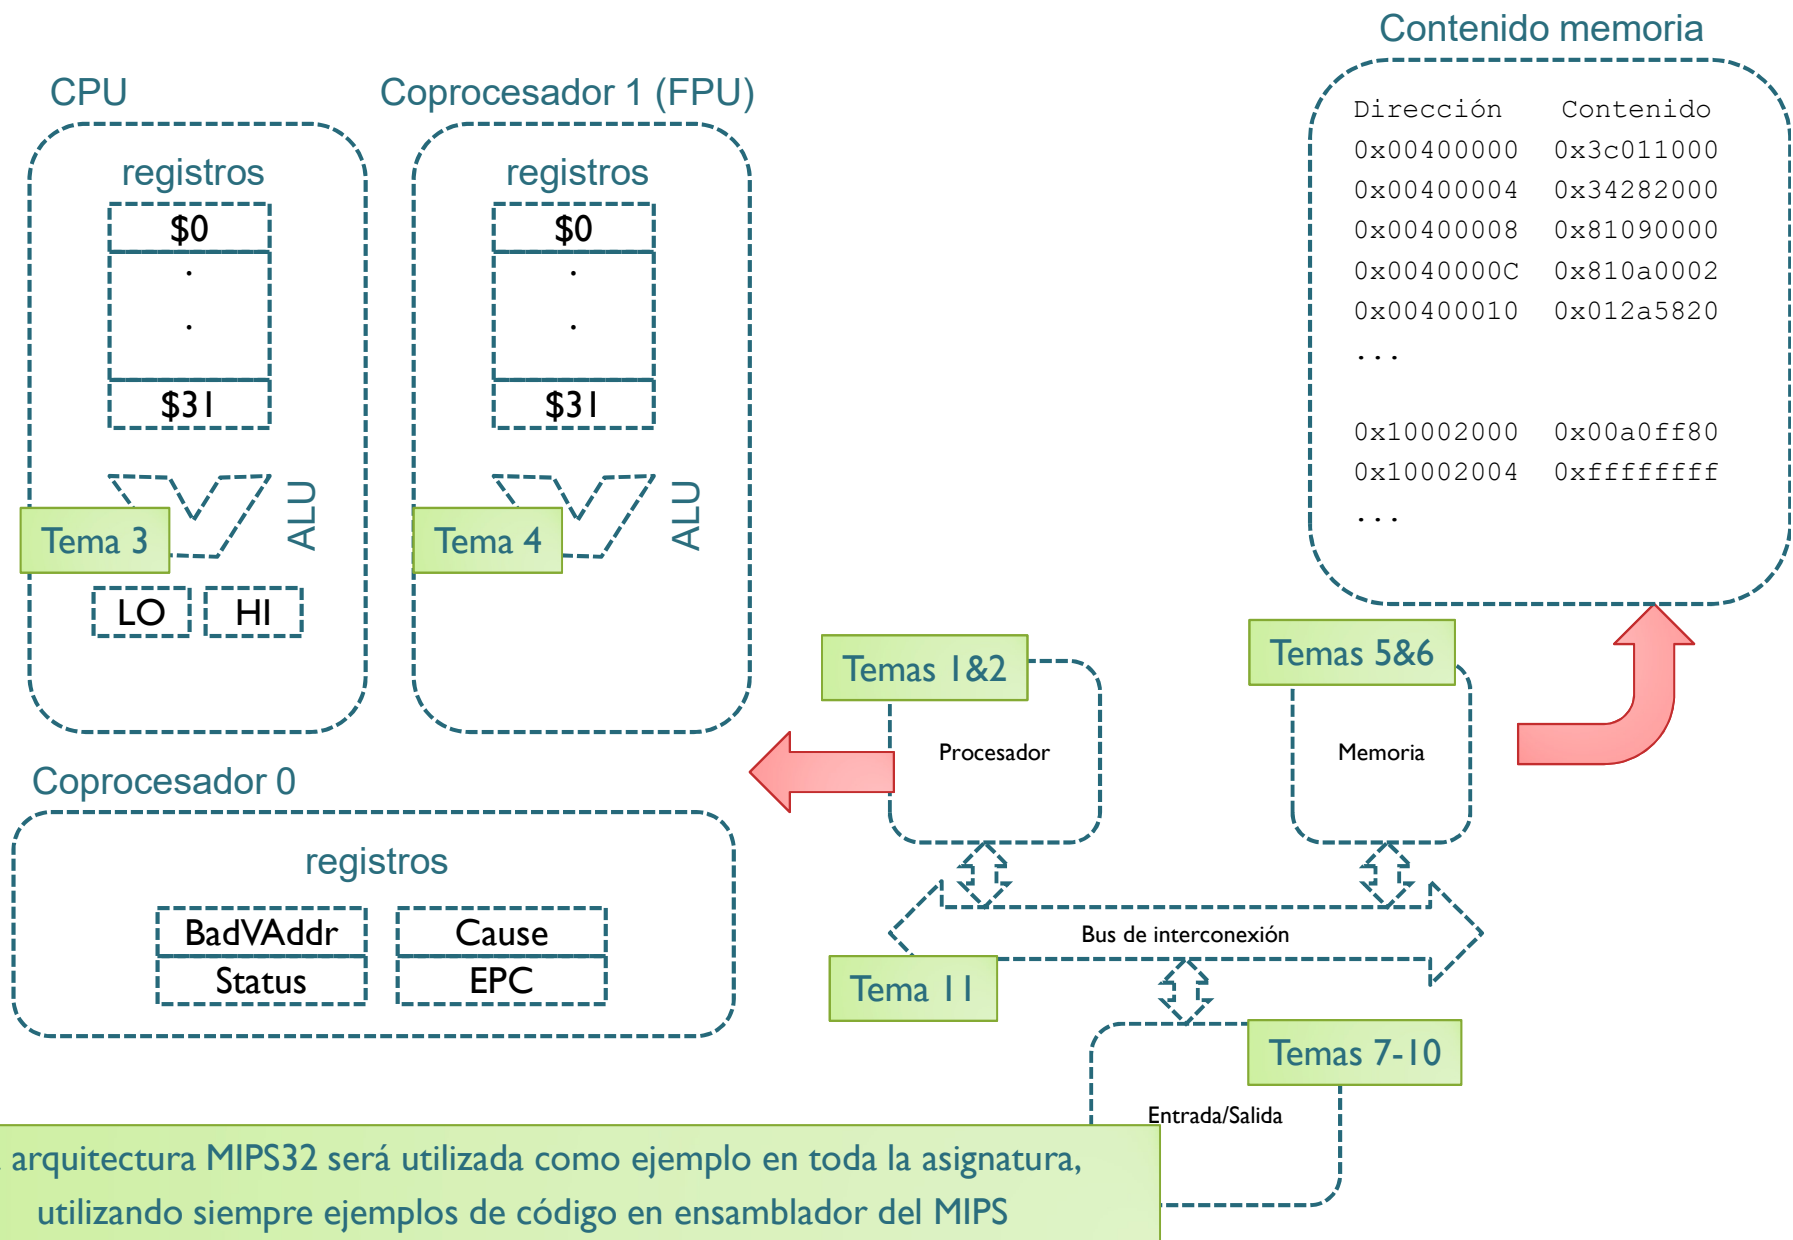 Contenido memoria
Dirección Contenido
0x00400000 0x3c011000
0x00400004 0x34282000
0x00400008 0x81090000
0x0040000C 0x810a0002
0x00400010 0x012a5820
...
0x10002000 0x00a0ff80
0x10002004 0xffffffff
...
CPU
registros
$0
.
.
$31
ALU
Tema 3
LO HI
Coprocesador 1 (FPU)
registros
$0
.
.
$31
ALU
Tema 4
Coprocesador 0
registros
BadVAddr Cause
Status EPC
Temas 1&2
Procesador
Temas 5&6
Memoria
Bus de interconexión
Tema 11
Temas 7-10
Entrada/Salida
arquitectura MIPS32 será utilizada como ejemplo en toda la asignatura,
utilizando siempre ejemplos de código en ensamblador del MIPS